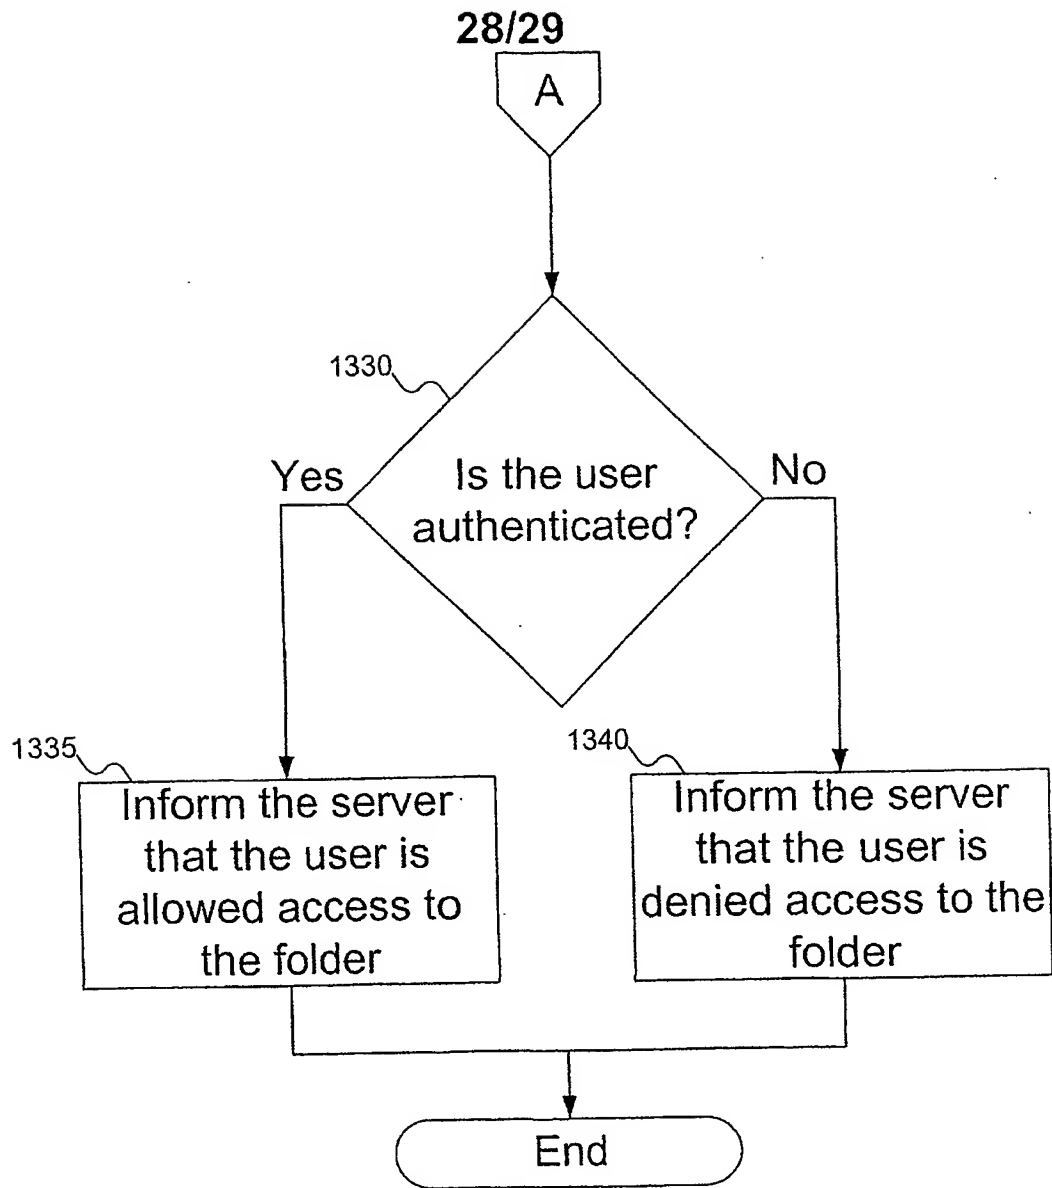 28/29
A
1330
Yes
Is the user
authenticated?
No
1335
Inform the server
that the user is
allowed access to
the folder
1340
Inform the server
that the user is
denied access to the
folder
End